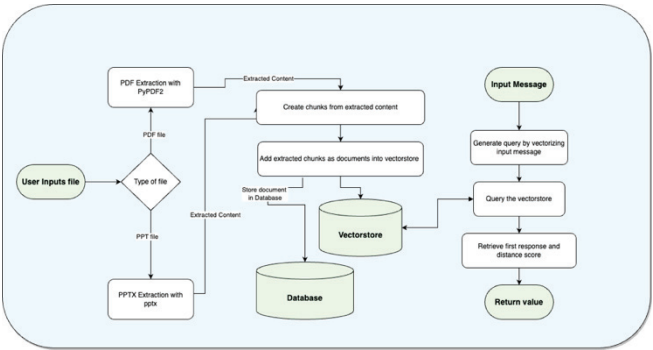 PDF Extraction with
PyPDF2
Extracted Content
Create chunks from extracted content
Input Message
PDF file
Generate query by vectorizing
input message
Add extracted chunks as documents into vectorstore
User Inputs file
Type of file
Store document
in Database
Query the vectorstore
Extracted Content
Vectorstore
PPT file
Retrieve first response and
distance score
PPTX Extraction with
pptx
Database
Return value